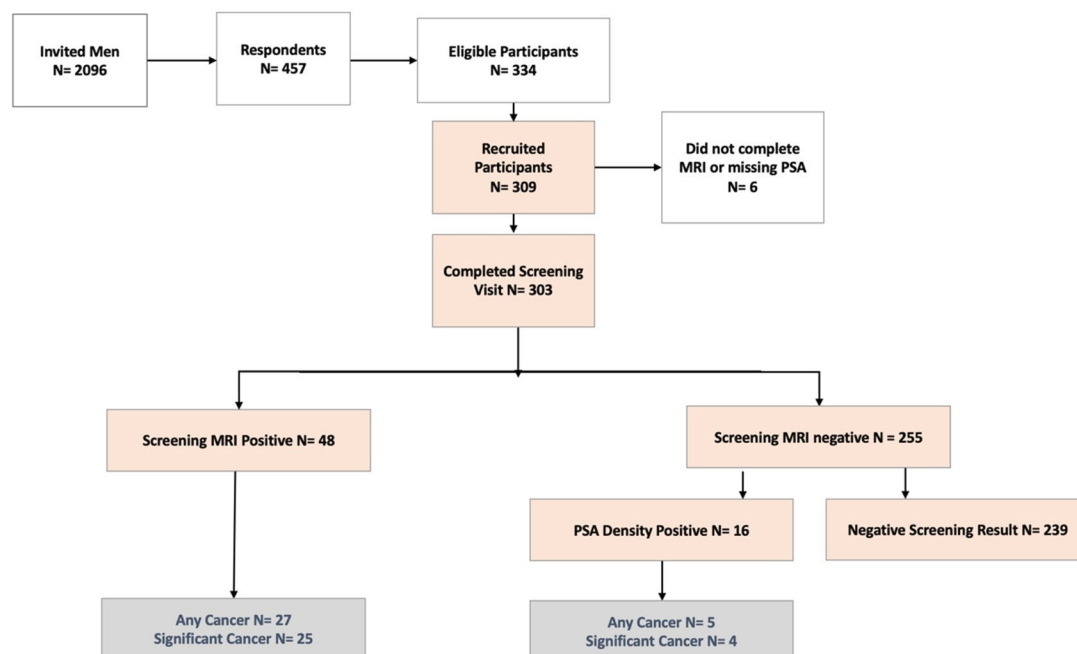 Invited Men
N= 2096
Respondents
N= 457
Eligible Participants
N= 334
Recruited
Participants
N= 309
Did not complete
MRI or missing PSA
N= 6
Completed Screening
Visit N= 303
Screening MRI Positive N= 48
Screening MRI negative N = 255
PSA Density Positive N= 16
Negative Screening Result N= 239
Any Cancer N= 27
Significant Cancer N= 25
Any Cancer N= 5
Significant Cancer N= 4